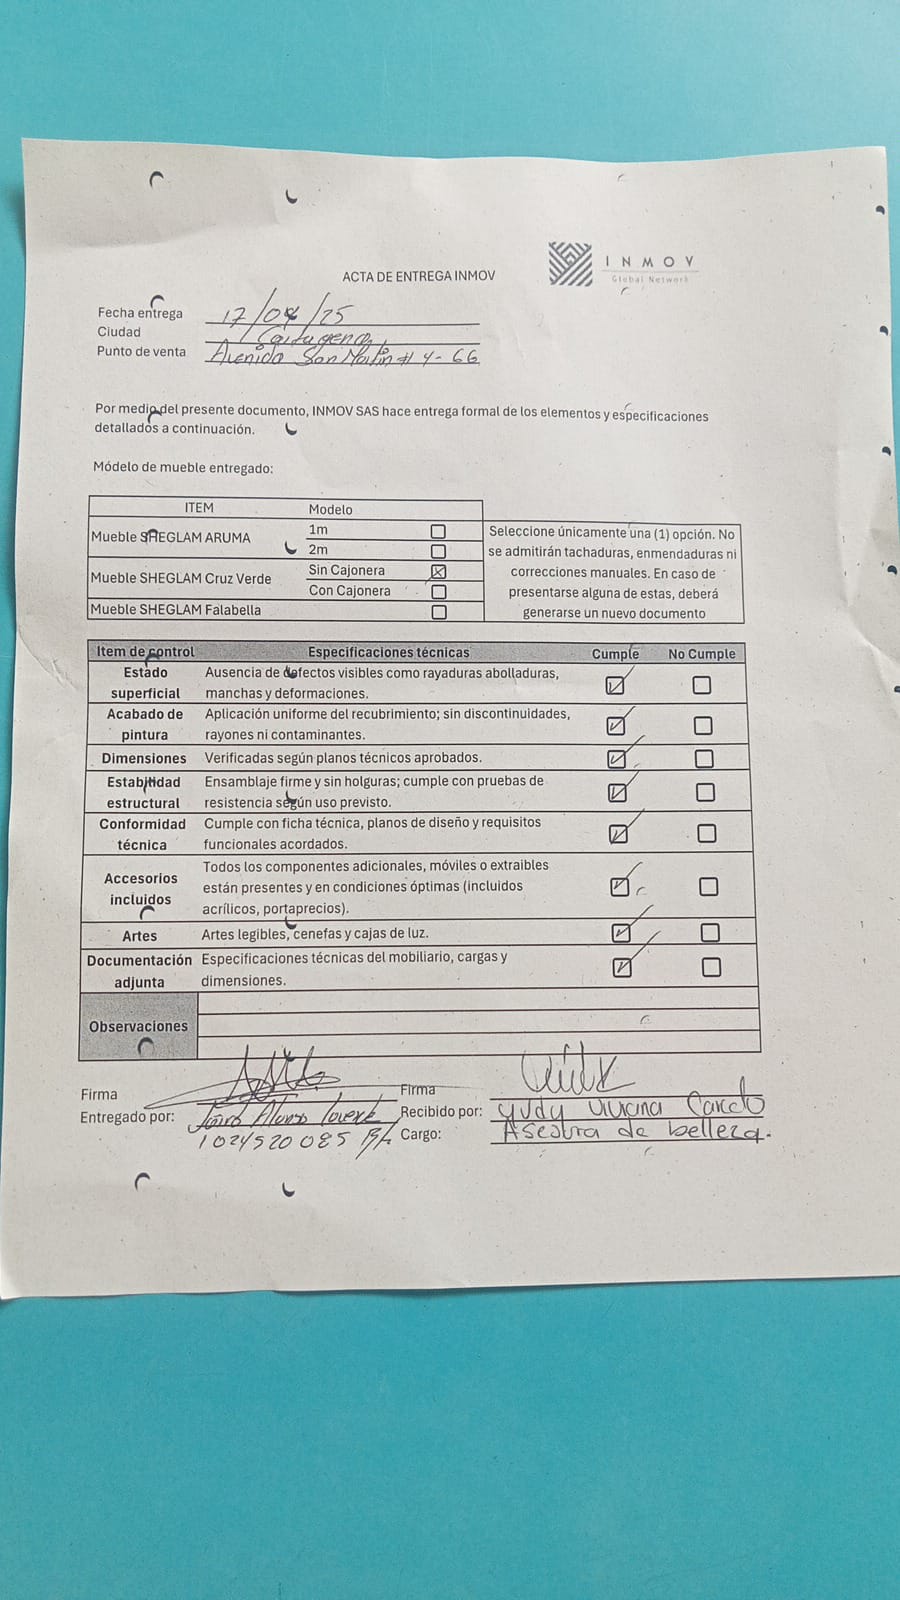 INMOV
Global Network
ACTA DE ENTREGA INMOV
Fecha entrega 17/04/25
Ciudad Cartagena
Punto de venta Avenida San Martin # 4-66
Por medio del presente documento, INMOV SAS hace entrega formal de los elementos y especificaciones
detallados a continuación.
Módelo de mueble entregado:
ITEM Modelo
Mueble SHEGLAM ARUMA 1m
2m
Mueble SHEGLAM Cruz Verde Sin Cajonera
Con Cajonera
Mueble SHEGLAM Falabella
Seleccione únicamente una (1) opción. No
se admitirán tachaduras, enmendaduras ni
correcciones manuales. En caso de
presentarse alguna de estas, deberá
generarse un nuevo documento
Item de control Especificaciones técnicas Cumple No Cumple
Estado superficial Ausencia de defectos visibles como rayaduras abolladuras,
manchas y deformaciones.
Acabado de pintura Aplicación uniforme del recubrimiento; sin discontinuidades,
rayones ni contaminantes.
Dimensiones Verificadas según planos técnicos aprobados.
Estabilidad estructural Ensamblaje firme y sin holguras; cumple con pruebas de
resistencia según uso previsto.
Conformidad técnica Cumple con ficha técnica, planos de diseño y requisitos
funcionales acordados.
Accesorios incluidos Todos los componentes adicionales, móviles o extraibles
están presentes y en condiciones óptimas (incluidos
acrílicos, portaprecios).
Artes Artes legibles, cenefas y cajas de luz.
Documentación adjunta Especificaciones técnicas del mobiliario, cargas y
dimensiones.
Observaciones
Firma
Entregado por: Alonso
1024520085
Firma
Recibido por: Yudy Viviana
Cargo: Asesora de belleza.